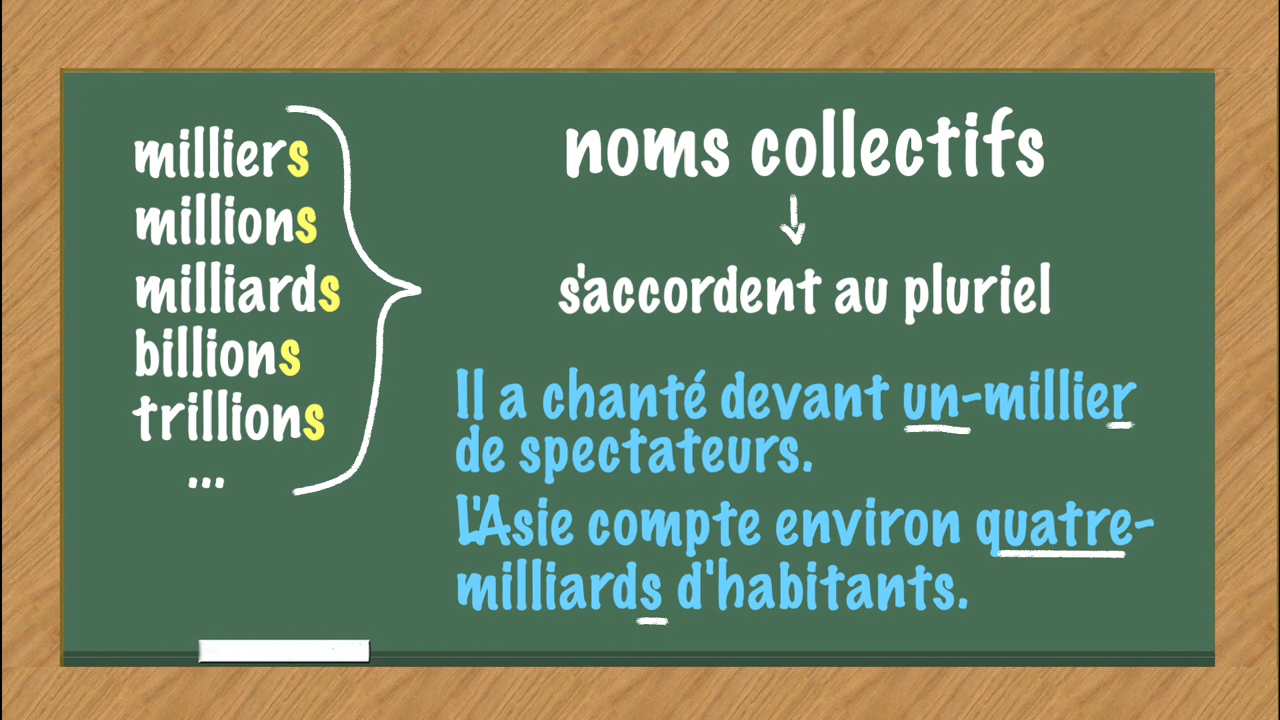 milliers
millions
milliards
billions
trillions
...
noms collectifs
s'accordent au pluriel
Il a chanté devant un-millier
de spectateurs.
L'Asie compte environ quatre-
milliards d'habitants.